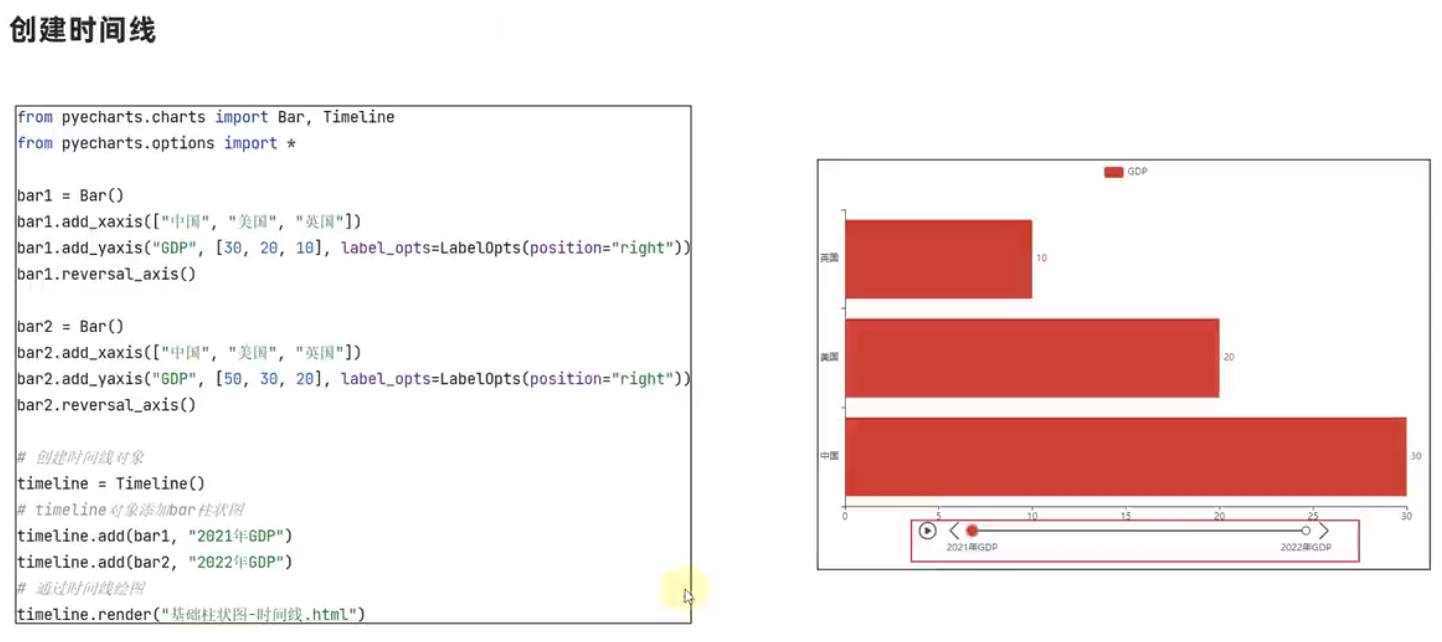 创建时间线
from pyecharts.charts import Bar, Timeline
from pyecharts.options import *
bar1 = Bar()
bar1.add_xaxis(["中国", "美国", "英国"])
bar1.add_yaxis("GDP", [30, 20, 10], label_opts=LabelOpts(position="right"))
bar1.reversal_axis()
bar2 = Bar()
bar2.add_xaxis(["中国", "美国", "英国"])
bar2.add_yaxis("GDP", [50, 30, 20], label_opts=LabelOpts(position="right"))
bar2.reversal_axis()
# 创建时间线对象
timeline = Timeline()
# timeline对象添加bar柱状图
timeline.add(bar1, "2021年GDP")
timeline.add(bar2, "2022年GDP")
# 通过时间线绘图
timeline.render("基础柱状图-时间线.html")
GDP
英国 10
美国 20
中国 30
0 5 10 15 20 25 30
2021年GDP 2022年GDP